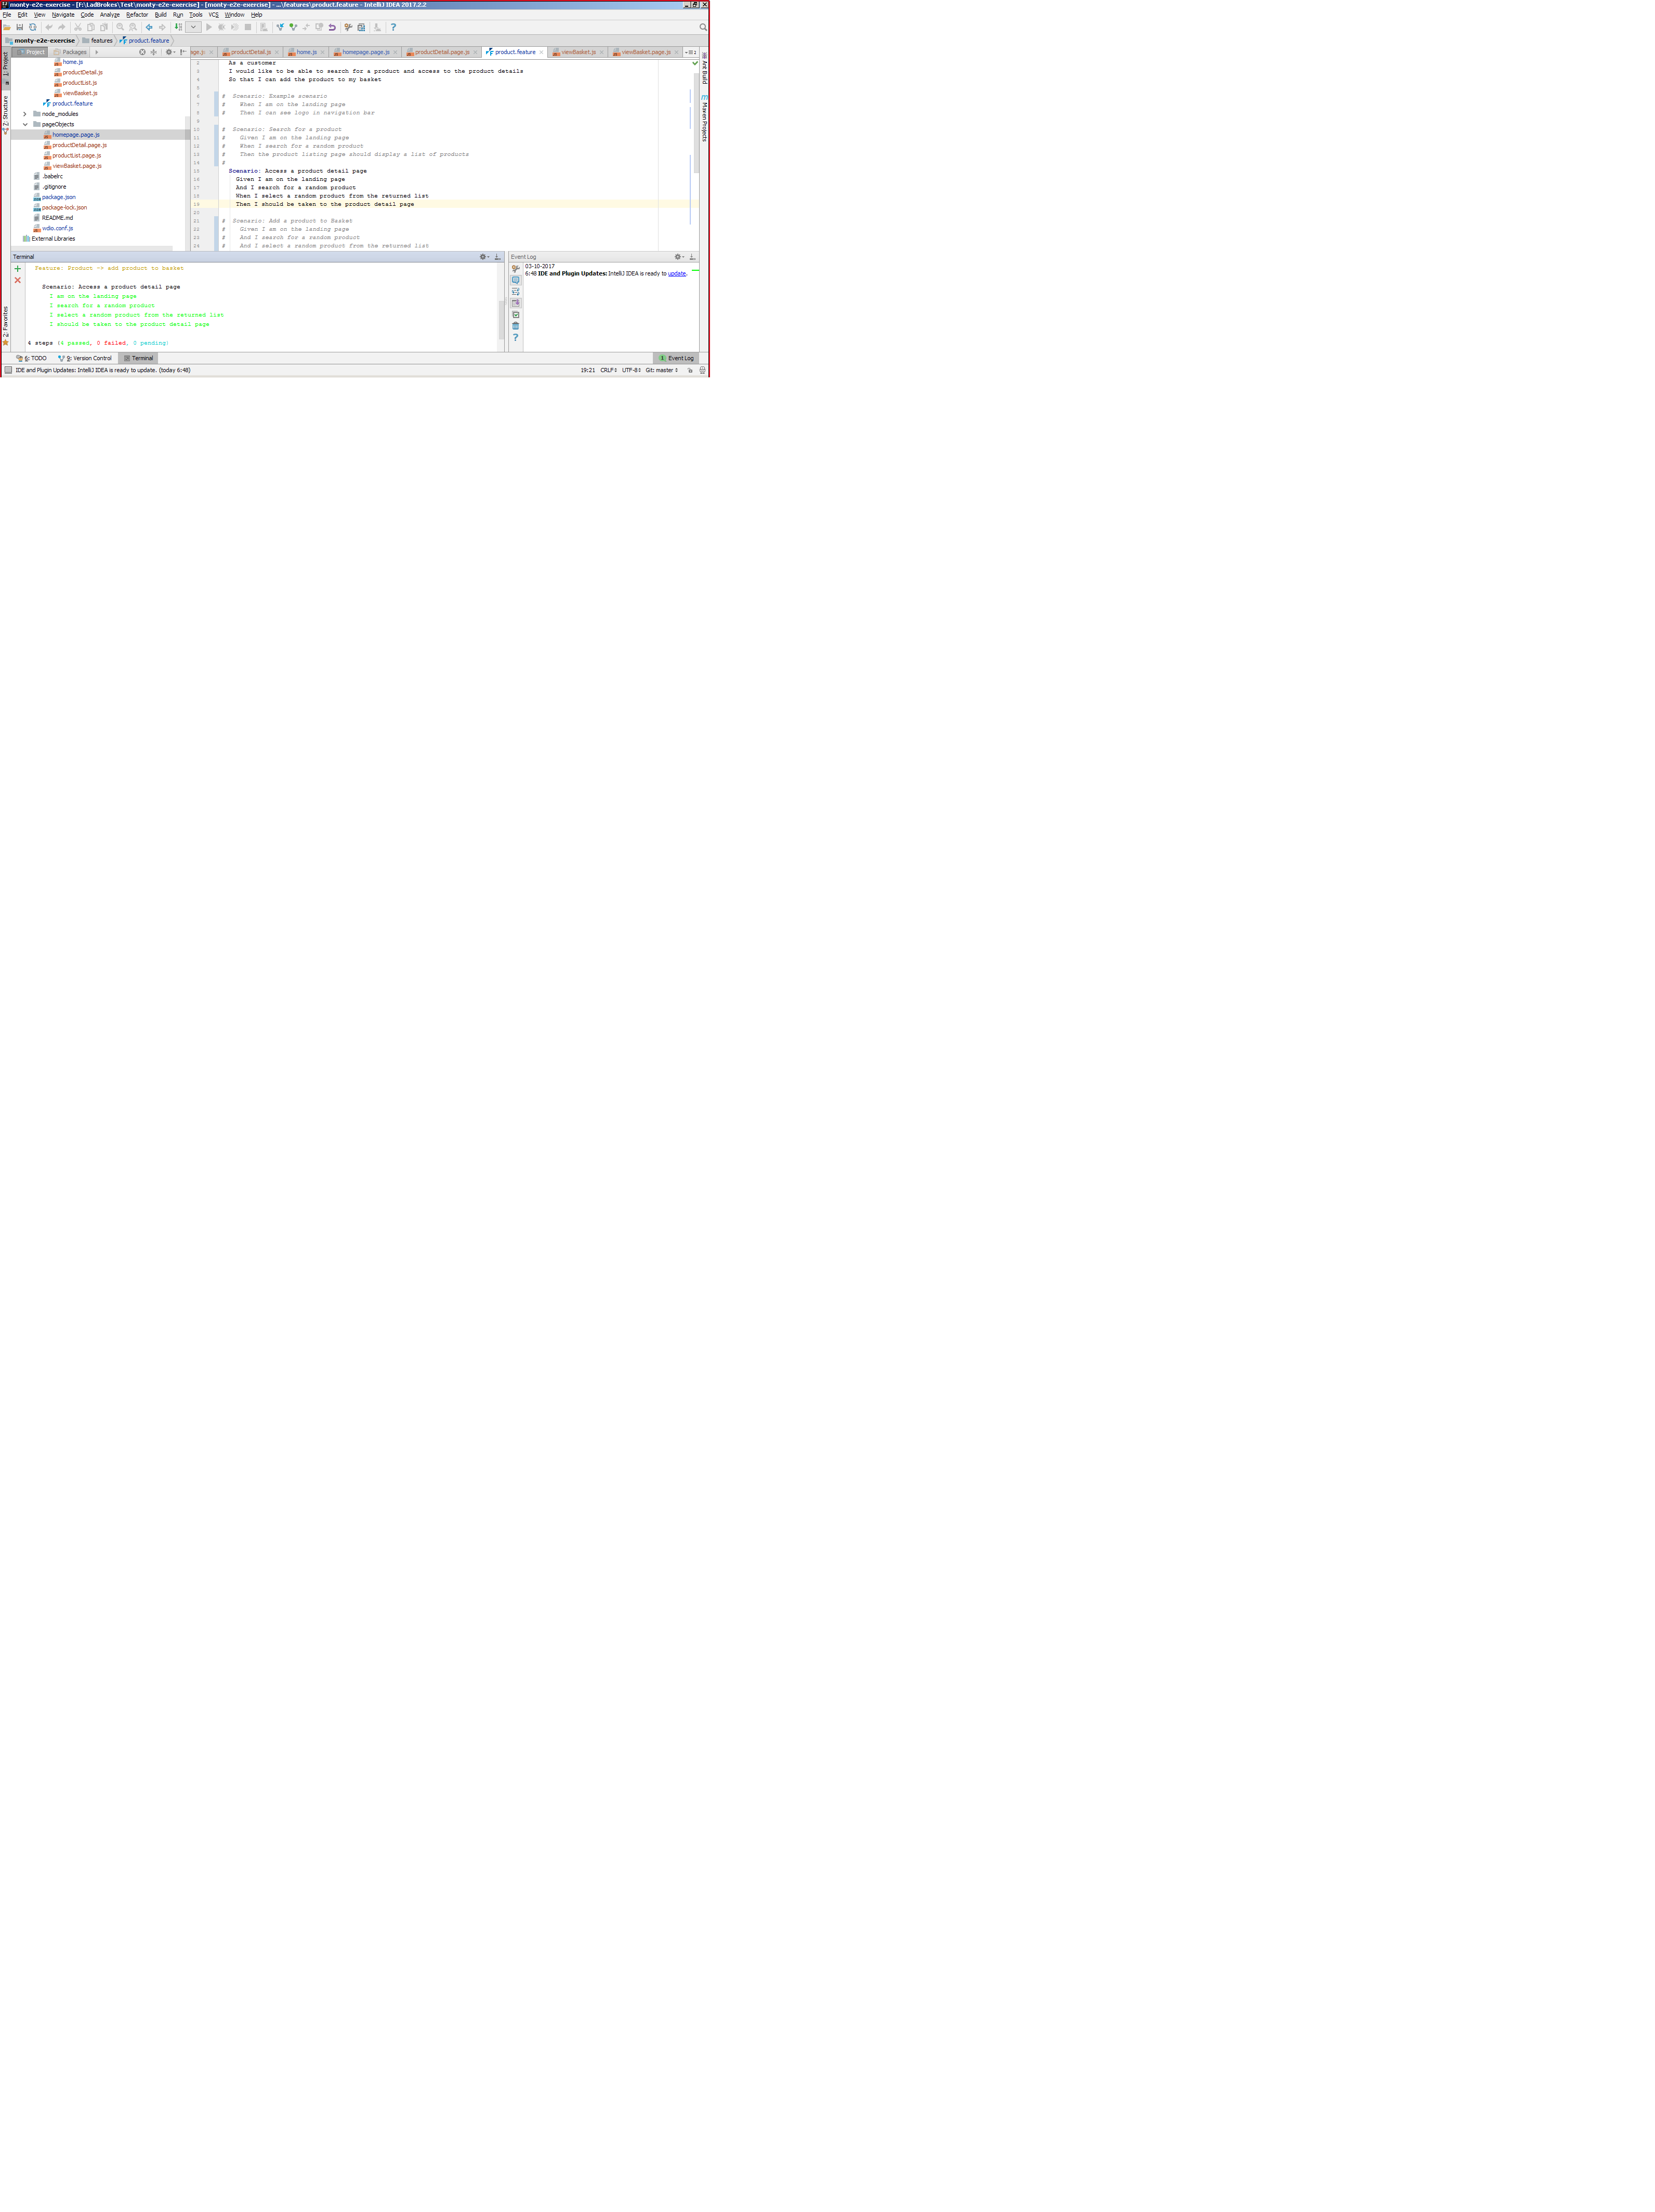 monty-e2e-exercise - [F:\LadBrokes\Test\monty-e2e-exercise] - [monty-e2e-exercise] - ...\features\product.feature - IntelliJ IDEA 2017.2.2
File Edit View Navigate Code Analyze Refactor Build Run Tools VCS Window Help
monty-e2e-exercise features product.feature
Project Packages
age.js productDetail.js home.js homepage.page.js productDetail.page.js product.feature viewBasket.js viewBasket.page.js
home.js
productDetail.js
productList.js
viewBasket.js
product.feature
node_modules
pageObjects
homepage.page.js
productDetail.page.js
productList.page.js
viewBasket.page.js
.babelrc
.gitignore
package.json
package-lock.json
README.md
wdio.conf.js
External Libraries
1: Project
Z: Structure
2: Favorites
2 As a customer
3 I would like to be able to search for a product and access to the product details
4 So that I can add the product to my basket
5
6 # Scenario: Example scenario
7 # When I am on the landing page
8 # Then I can see logo in navigation bar
9
10 # Scenario: Search for a product
11 # Given I am on the landing page
12 # When I search for a random product
13 # Then the product listing page should display a list of products
14 #
15 Scenario: Access a product detail page
16 Given I am on the landing page
17 And I search for a random product
18 When I select a random product from the returned list
19 Then I should be taken to the product detail page
20
21 # Scenario: Add a product to Basket
22 # Given I am on the landing page
23 # And I search for a random product
24 # And I select a random product from the returned list
Ant Build
Maven Projects
Terminal
Feature: Product -> add product to basket
Scenario: Access a product detail page
I am on the landing page
I search for a random product
I select a random product from the returned list
I should be taken to the product detail page
4 steps (4 passed, 0 failed, 0 pending)
Event Log
03-10-2017
6:48 IDE and Plugin Updates: IntelliJ IDEA is ready to update.
6: TODO 9: Version Control Terminal 1 Event Log
IDE and Plugin Updates: IntelliJ IDEA is ready to update. (today 6:48) 19:21 CRLF UTF-8 Git: master